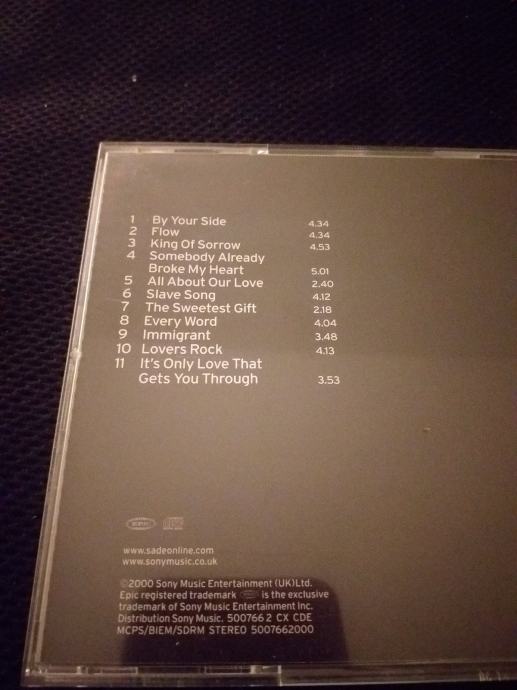 1 By Your Side 4.34
2 Flow 4.34
3 King Of Sorrow 4.53
4 Somebody Already
Broke My Heart 5.01
5 All About Our Love 2.40
6 Slave Song 4.12
7 The Sweetest Gift 2.18
8 Every Word 4.04
9 Immigrant 3.48
10 Lovers Rock 4.13
11 It's Only Love That
Gets You Through 3.53
epic
www.sadeonline.com
www.sonymusic.co.uk
©2000 Sony Music Entertainment (UK)Ltd.
Epic registered trademark epic is the exclusive
trademark of Sony Music Entertainment Inc.
Distribution Sony Music. 500766 2 CX CDE
MCPS/BIEM/SDRM STEREO 5007662000